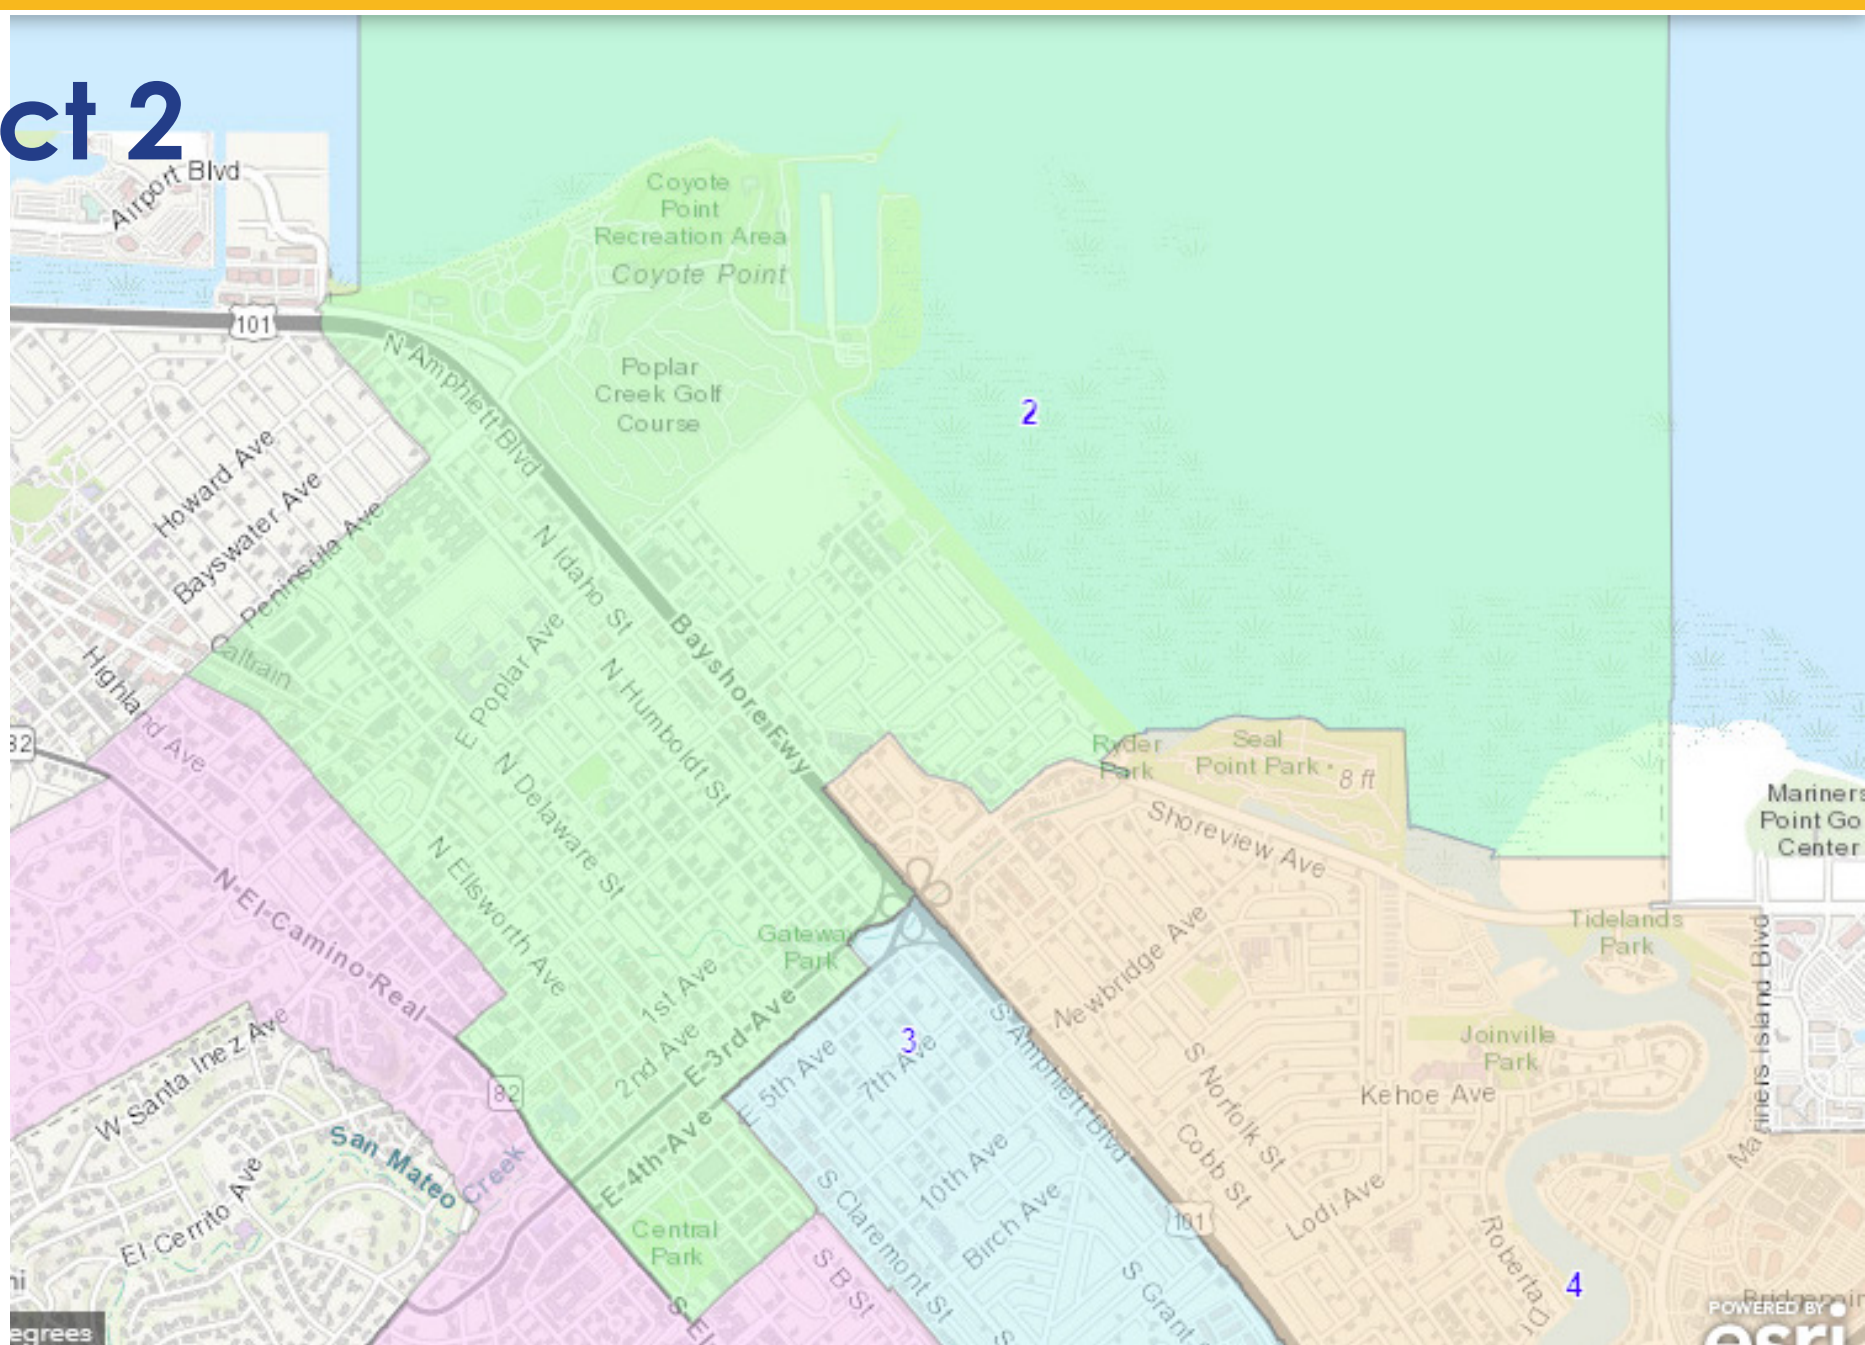 ct 2
Airport Blvd
Coyote
Point
Recreation Area
Coyote Point
101
N Amphlett Blvd
Poplar
Creek Golf
Course
2
Howard Ave
Bayswater Ave
Peninsula Ave
N Idaho St
Bayshore Fwy
Caltrain
Highland Ave
E Poplar Ave
N Humboldt St
82
N Delaware St
Ryder
Park
Seal
Point Park
8 ft
Mariners
Point Go
Center
Shoreview Ave
N Ellsworth Ave
N El Camino Real
Gateway
Park
Tidelands
Park
1st Ave
Newbridge Ave
Mariners Island Blvd
W Santa Inez Ave
2nd Ave
E 3rd Ave
3
S Amphlett Blvd
Joinville
Park
82
E 5th Ave
7th Ave
S Norfolk St
Kehoe Ave
San Mateo Creek
E 4th Ave
10th Ave
Cobb St
El Cerrito Ave
S Claremont St
Birch Ave
101
Lodi Ave
Central
Park
S B St
S Grant
Roberta Dr
4
S El
egrees
POWERED BY
esri